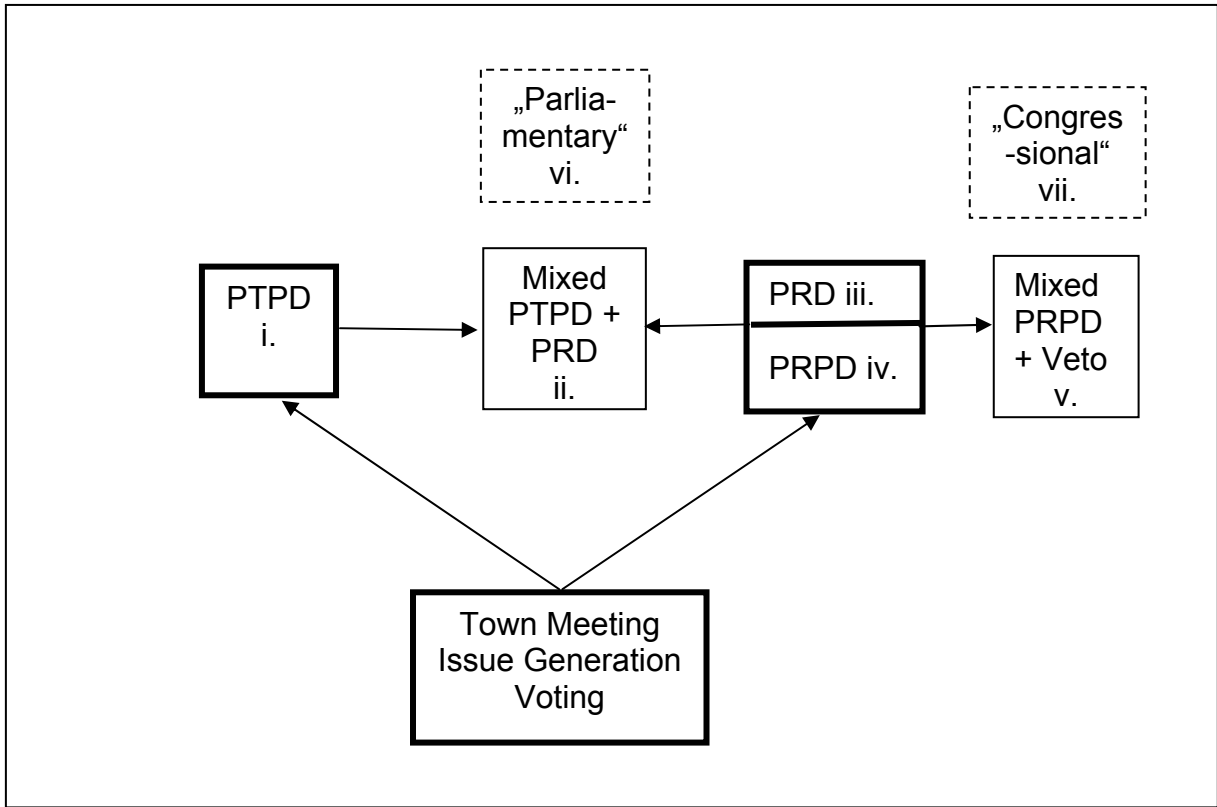 „Parlia-
mentary“
vi.
„Congres
-sional“
vii.
PTPD
i.
Mixed
PTPD +
PRD
ii.
PRD iii.
PRPD iv.
Mixed
PRPD
+ Veto
v.
Town Meeting
Issue Generation
Voting